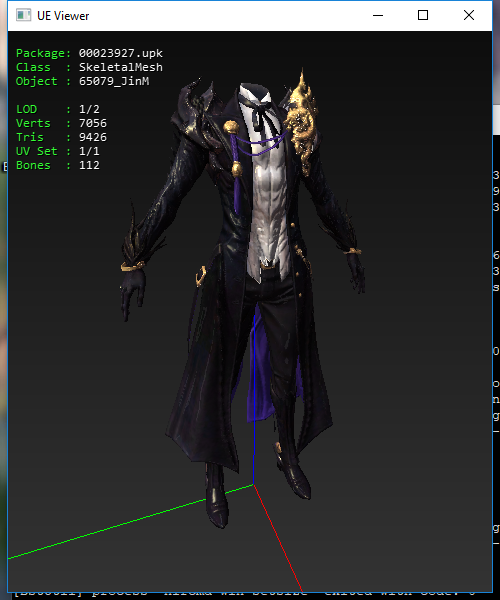 UE Viewer
Package: 00023927.upk
Class : SkeletalMesh
Object : 65079_JinM
LOD : 1/2
Verts : 7056
Tris : 9426
UV Set : 1/1
Bones : 112